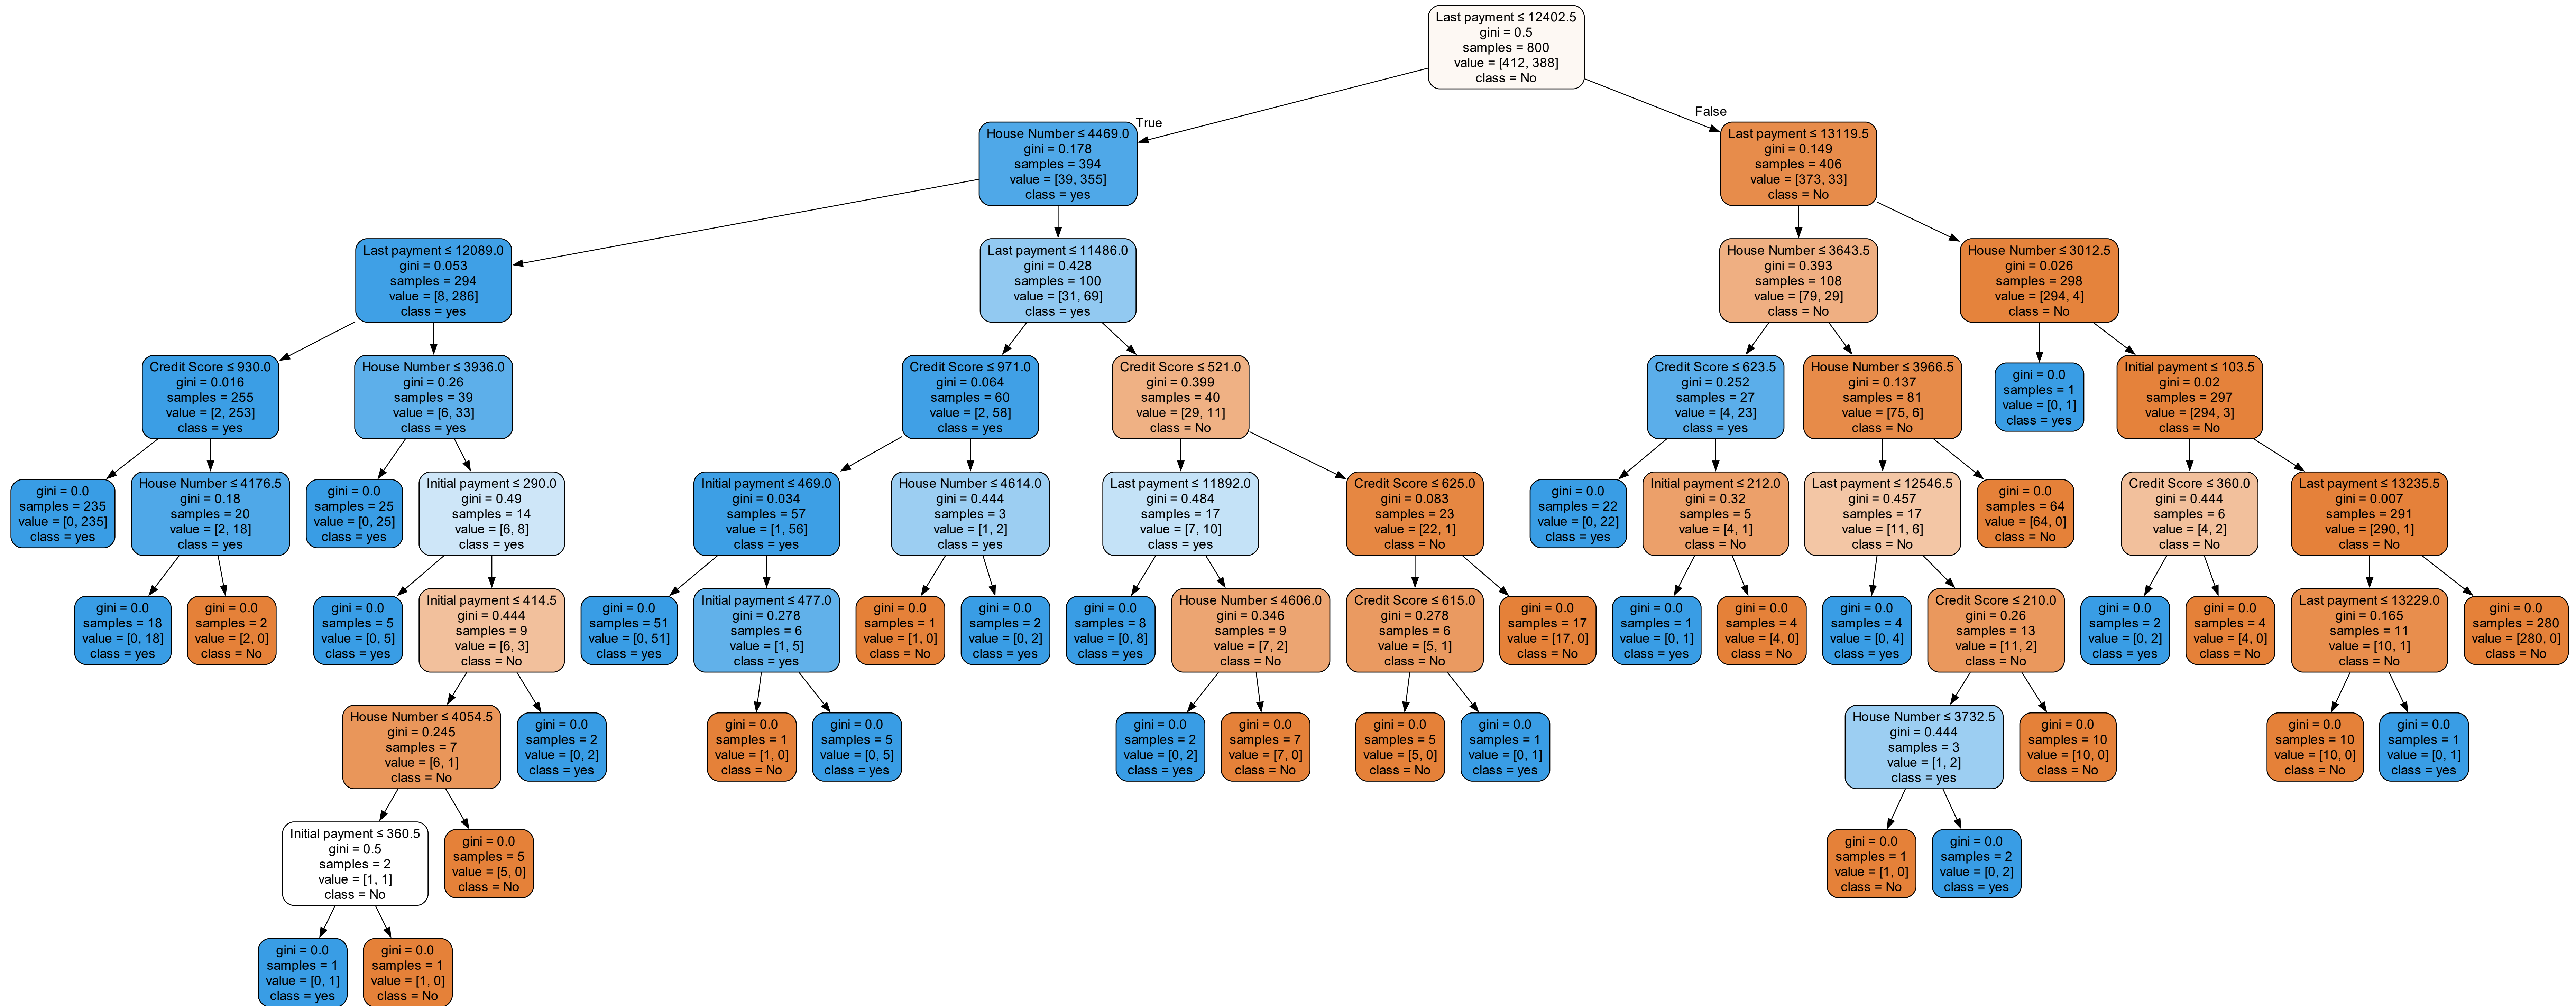 Last payment ≤ 12402.5
gini = 0.5
samples = 800
value = [412, 388]
class = No
True
False
House Number ≤ 4469.0
gini = 0.178
samples = 394
value = [39, 355]
class = yes
Last payment ≤ 13119.5
gini = 0.149
samples = 406
value = [373, 33]
class = No
Last payment ≤ 12089.0
gini = 0.053
samples = 294
value = [8, 286]
class = yes
Last payment ≤ 11486.0
gini = 0.428
samples = 100
value = [31, 69]
class = yes
House Number ≤ 3643.5
gini = 0.393
samples = 108
value = [79, 29]
class = No
House Number ≤ 3012.5
gini = 0.026
samples = 298
value = [294, 4]
class = No
Credit Score ≤ 930.0
gini = 0.016
samples = 255
value = [2, 253]
class = yes
House Number ≤ 3936.0
gini = 0.26
samples = 39
value = [6, 33]
class = yes
Credit Score ≤ 971.0
gini = 0.064
samples = 60
value = [2, 58]
class = yes
Credit Score ≤ 521.0
gini = 0.399
samples = 40
value = [29, 11]
class = No
Credit Score ≤ 623.5
gini = 0.252
samples = 27
value = [4, 23]
class = yes
House Number ≤ 3966.5
gini = 0.137
samples = 81
value = [75, 6]
class = No
gini = 0.0
samples = 1
value = [0, 1]
class = yes
Initial payment ≤ 103.5
gini = 0.02
samples = 297
value = [294, 3]
class = No
gini = 0.0
samples = 235
value = [0, 235]
class = yes
House Number ≤ 4176.5
gini = 0.18
samples = 20
value = [2, 18]
class = yes
gini = 0.0
samples = 25
value = [0, 25]
class = yes
Initial payment ≤ 290.0
gini = 0.49
samples = 14
value = [6, 8]
class = yes
Initial payment ≤ 469.0
gini = 0.034
samples = 57
value = [1, 56]
class = yes
House Number ≤ 4614.0
gini = 0.444
samples = 3
value = [1, 2]
class = yes
Last payment ≤ 11892.0
gini = 0.484
samples = 17
value = [7, 10]
class = yes
Credit Score ≤ 625.0
gini = 0.083
samples = 23
value = [22, 1]
class = No
gini = 0.0
samples = 22
value = [0, 22]
class = yes
Initial payment ≤ 212.0
gini = 0.32
samples = 5
value = [4, 1]
class = No
Last payment ≤ 12546.5
gini = 0.457
samples = 17
value = [11, 6]
class = No
gini = 0.0
samples = 64
value = [64, 0]
class = No
Credit Score ≤ 360.0
gini = 0.444
samples = 6
value = [4, 2]
class = No
Last payment ≤ 13235.5
gini = 0.007
samples = 291
value = [290, 1]
class = No
gini = 0.0
samples = 18
value = [0, 18]
class = yes
gini = 0.0
samples = 2
value = [2, 0]
class = No
gini = 0.0
samples = 5
value = [0, 5]
class = yes
Initial payment ≤ 414.5
gini = 0.444
samples = 9
value = [6, 3]
class = No
gini = 0.0
samples = 51
value = [0, 51]
class = yes
Initial payment ≤ 477.0
gini = 0.278
samples = 6
value = [1, 5]
class = yes
gini = 0.0
samples = 1
value = [1, 0]
class = No
gini = 0.0
samples = 2
value = [0, 2]
class = yes
gini = 0.0
samples = 8
value = [0, 8]
class = yes
House Number ≤ 4606.0
gini = 0.346
samples = 9
value = [7, 2]
class = No
Credit Score ≤ 615.0
gini = 0.278
samples = 6
value = [5, 1]
class = No
gini = 0.0
samples = 17
value = [17, 0]
class = No
gini = 0.0
samples = 1
value = [0, 1]
class = yes
gini = 0.0
samples = 4
value = [4, 0]
class = No
gini = 0.0
samples = 4
value = [0, 4]
class = yes
Credit Score ≤ 210.0
gini = 0.26
samples = 13
value = [11, 2]
class = No
gini = 0.0
samples = 2
value = [0, 2]
class = yes
gini = 0.0
samples = 4
value = [4, 0]
class = No
Last payment ≤ 13229.0
gini = 0.165
samples = 11
value = [10, 1]
class = No
gini = 0.0
samples = 280
value = [280, 0]
class = No
House Number ≤ 4054.5
gini = 0.245
samples = 7
value = [6, 1]
class = No
gini = 0.0
samples = 2
value = [0, 2]
class = yes
gini = 0.0
samples = 1
value = [1, 0]
class = No
gini = 0.0
samples = 5
value = [0, 5]
class = yes
gini = 0.0
samples = 2
value = [0, 2]
class = yes
gini = 0.0
samples = 7
value = [7, 0]
class = No
gini = 0.0
samples = 5
value = [5, 0]
class = No
gini = 0.0
samples = 1
value = [0, 1]
class = yes
House Number ≤ 3732.5
gini = 0.444
samples = 3
value = [1, 2]
class = yes
gini = 0.0
samples = 10
value = [10, 0]
class = No
gini = 0.0
samples = 10
value = [10, 0]
class = No
gini = 0.0
samples = 1
value = [0, 1]
class = yes
Initial payment ≤ 360.5
gini = 0.5
samples = 2
value = [1, 1]
class = No
gini = 0.0
samples = 5
value = [5, 0]
class = No
gini = 0.0
samples = 1
value = [1, 0]
class = No
gini = 0.0
samples = 2
value = [0, 2]
class = yes
gini = 0.0
samples = 1
value = [0, 1]
class = yes
gini = 0.0
samples = 1
value = [1, 0]
class = No